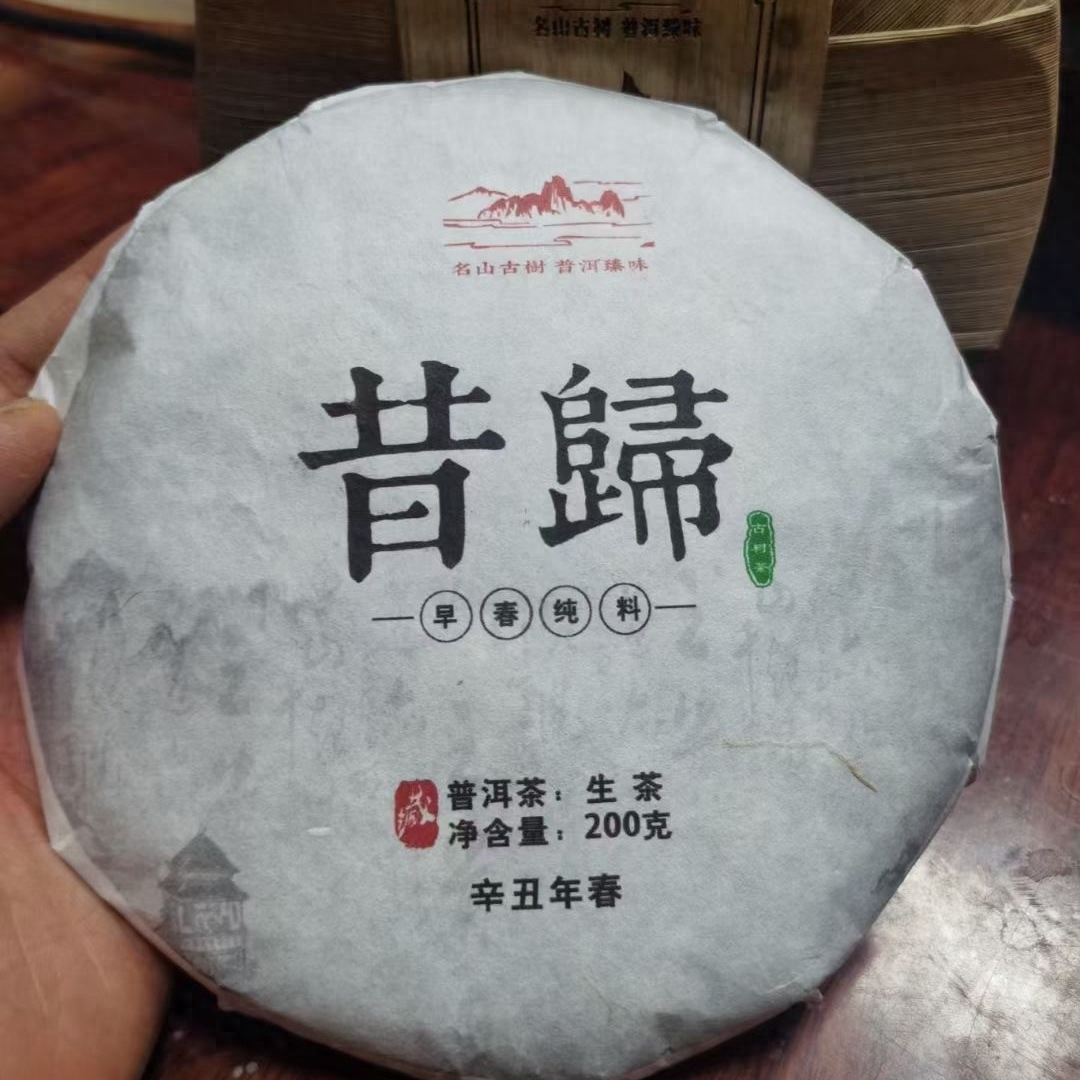 名山古树 普洱臻味
名山古樹 普洱臻味
昔歸
古树茶
早春纯料
藏
普洱茶：生茶
净含量：200克
辛丑年春